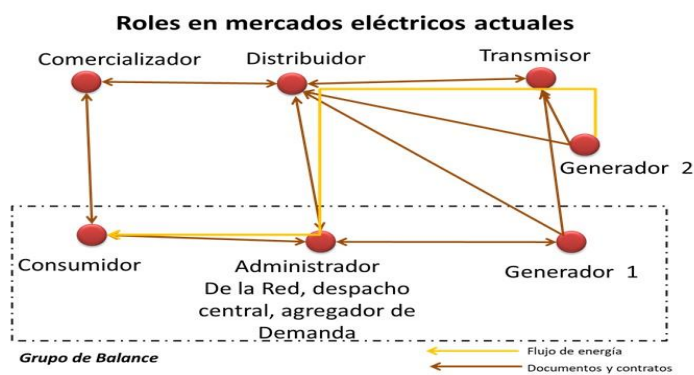 Roles en mercados eléctricos actuales
Comercializador
Distribuidor
Transmisor
Generador 2
Consumidor
Administrador
De la Red, despacho
central, agregador de
Demanda
Generador 1
Grupo de Balance
Flujo de energía
Documentos y contratos